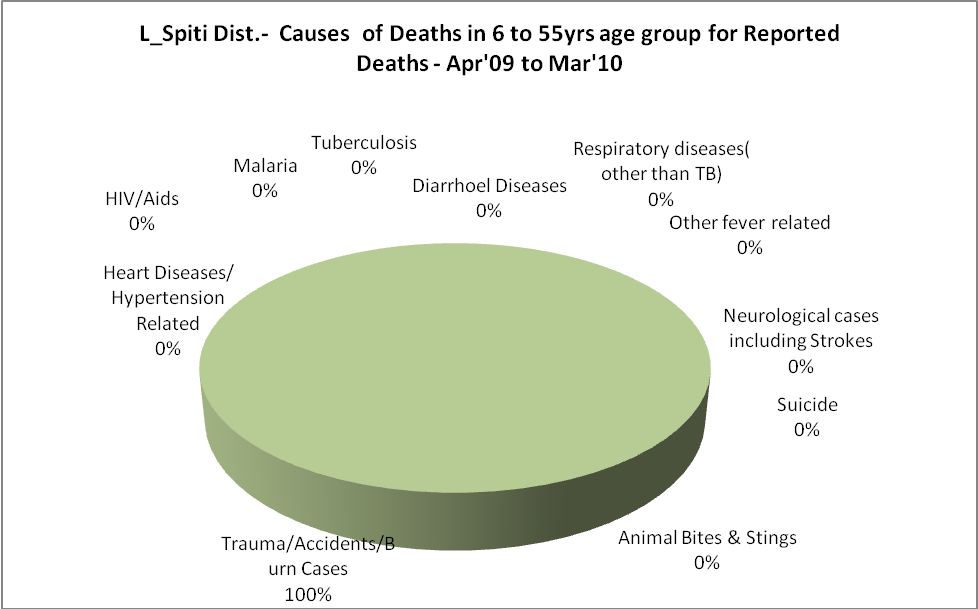 L_Spiti Dist.- Causes of Deaths in 6 to 55yrs age group for Reported
Deaths - Apr'09 to Mar'10
Tuberculosis
0%
Malaria
0%
HIV/Aids
0%
Diarrhoel Diseases
0%
Respiratory diseases(
other than TB)
0%
Other fever related
0%
Heart Diseases/
Hypertension
Related
0%
Neurological cases
including Strokes
0%
Suicide
0%
Trauma/Accidents/B
urn Cases
100%
Animal Bites & Stings
0%